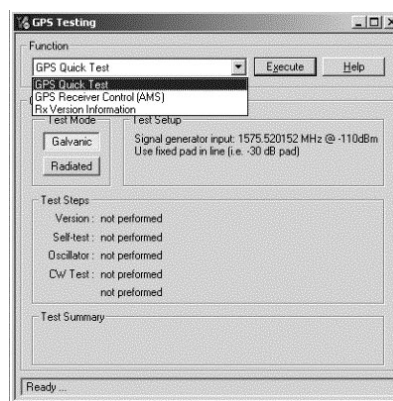 GPS Testing
Function
GPS Quick Test
Execute
Help
GPS Quick Test
GPS Receiver Control (AMS)
Rx Version Information
Test Mode
Test Setup
Galvanic
Radiated
Signal generator input: 1575.520152 MHz @ -110dBm
Use fixed pad in line (i.e. -30 dB pad)
Test Steps
Version : not performed
Self-test : not performed
Oscillator : not performed
CW Test : not performed
not preformed
Test Summary
Ready ...